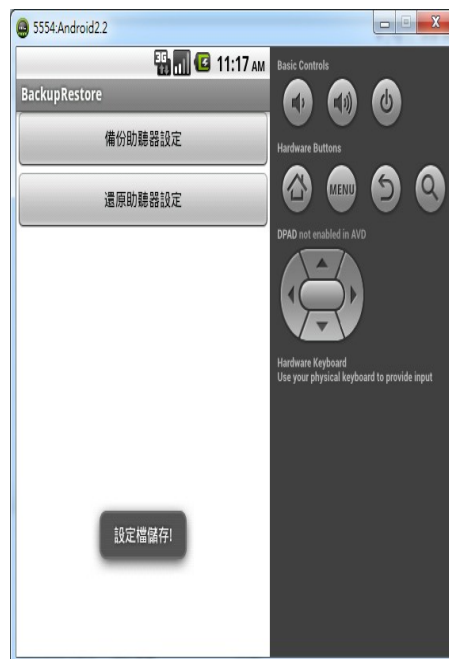 5554:Android2.2
3G
11:17 AM
BackupRestore
備份助聽器設定
還原助聽器設定
設定檔儲存!
Basic Controls
Hardware Buttons
MENU
DPAD not enabled in AVD
Hardware Keyboard
Use your physical keyboard to provide input